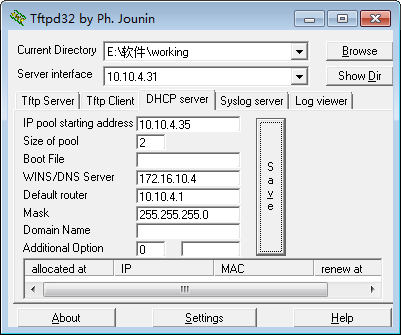 Tftpd32 by Ph. Jounin
Current Directory E:\软件\working Browse
Server interface 10.10.4.31 Show Dir
Tftp Server Tftp Client DHCP server Syslog server Log viewer
IP pool starting address 10.10.4.35
Size of pool 2
Boot File
WINS/DNS Server 172.16.10.4
Default router 10.10.4.1
Mask 255.255.255.0
Domain Name
Additional Option 0
Save
allocated at IP MAC renew at
About Settings Help